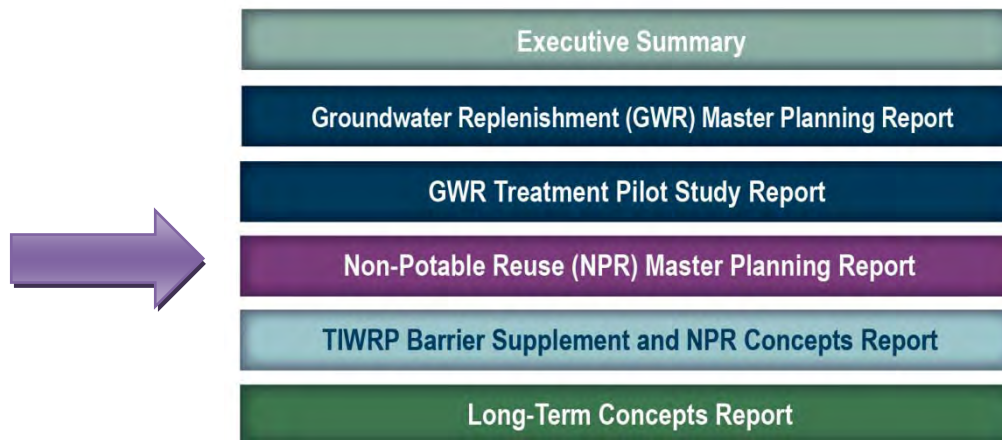 Executive Summary
Groundwater Replenishment (GWR) Master Planning Report
GWR Treatment Pilot Study Report
Non-Potable Reuse (NPR) Master Planning Report
TIWRP Barrier Supplement and NPR Concepts Report
Long-Term Concepts Report